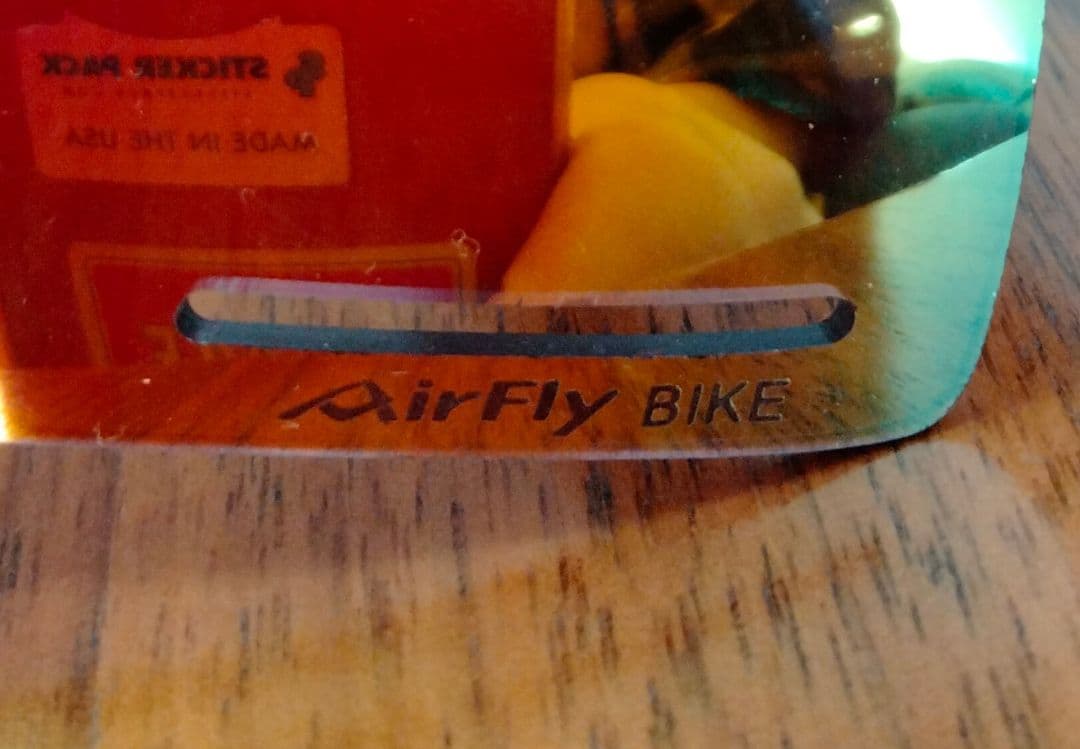 STICKER PACK
MADE IN THE USA
AirFly BIKE